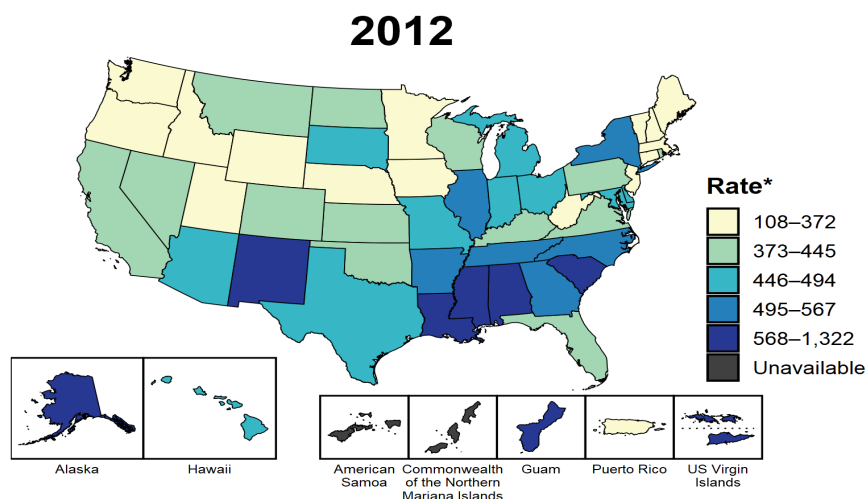 2012
Rate*
108–372
373–445
446–494
495–567
568–1,322
Unavailable
Alaska
Hawaii
American
Samoa
Commonwealth
of the Northern
Mariana Islands
Guam
Puerto Rico
US Virgin
Islands